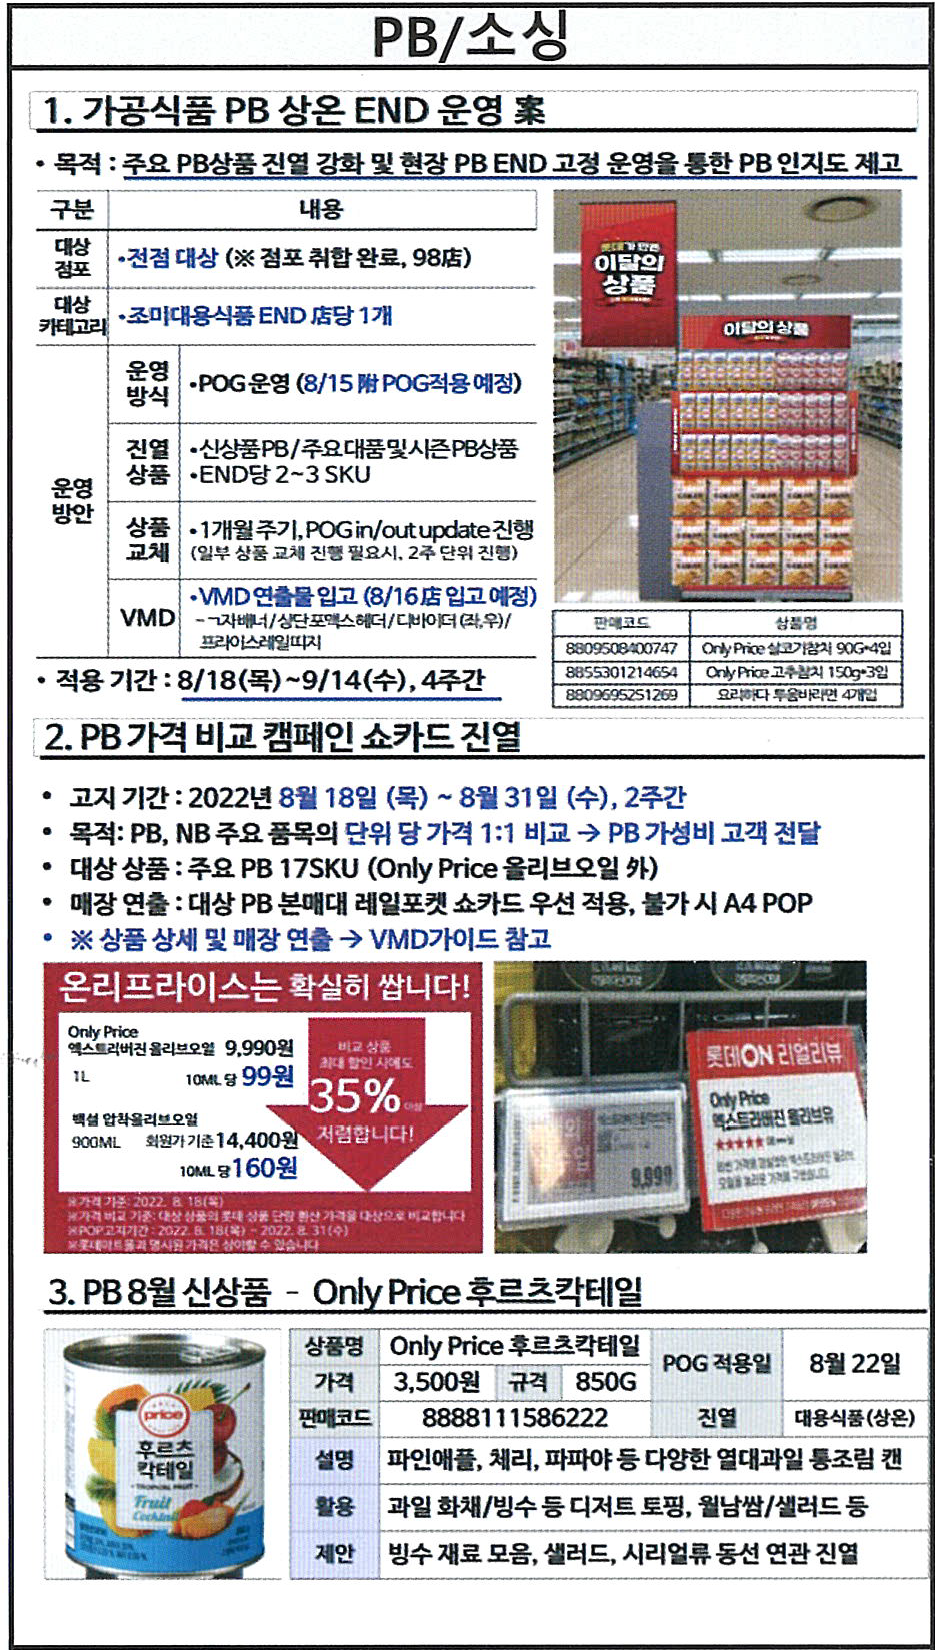 PB/소싱
1. 가공식품 PB 상온 END 운영 案
• 목적 : 주요 PB상품 진열 강화 및 현장 PB END 고정 운영을 통한 PB 인지도 제고
구분 내용
대상
점포
•전점 대상 (※ 점포 취합 완료, 98店)
대상
카테고리
•조미대용식품 END 店당 1개
운영
방안
운영
방식
•POG 운영 (8/15 附 POG적용 예정)
진열
상품
•신상품PB / 주요 대품 및 시즌PB상품
•END당 2~3 SKU
상품
교체
•1개월 주기, POG in/out update 진행
(일부 상품 교체 진행 필요시, 2주 단위 진행)
VMD
•VMD 연출물 입고 (8/16店 입고 예정)
-ㄱ자배너/상단포맥스헤더/디바이더(좌,우)/
프라이스레일띠지
롯데가 만든
이달의
상품
이달의 상품
판매코드 상품명
8809508400747 Only Price 살코기참치 90G*4입
8855301214654 Only Price 고추참치 150g*3입
8809695251269 요리하다 투움바라면 4개입
• 적용 기간 : 8/18(목)~9/14(수), 4주간
2. PB 가격 비교 캠페인 쇼카드 진열
• 고지 기간 : 2022년 8월 18일 (목) ~ 8월 31일 (수), 2주간
• 목적: PB, NB 주요 품목의 단위 당 가격 1:1 비교 → PB 가성비 고객 전달
• 대상 상품 : 주요 PB 17SKU (Only Price 올리브오일 外)
• 매장 연출 : 대상 PB 본매대 레일포켓 쇼카드 우선 적용, 불가 시 A4 POP
• ※ 상품 상세 및 매장 연출 → VMD가이드 참고
온리프라이스는 확실히 쌉니다!
Only Price
엑스트라버진 올리브오일 9,990원
1L 10ML 당 99원
백설 압착올리브오일
900ML 회원가 기준 14,400원
10ML 당 160원
비교 상품
최대 할인 시에도
35% 이상
저렴합니다!
※가격 기준: 2022. 8. 18(목)
※가격 비교 기준: 대상 상품의 롯데 상품 단량 환산 가격을 대상으로 비교합니다
※POP고지기간 : 2022. 8. 18(목) ~ 2022. 8. 31(수)
※롯데마트몰과 명시된 가격은 상이할 수 있습니다
9,990
롯데ON 리얼리뷰
Only Price
엑스트라버진 올리브유
★★★★★
3. PB 8월 신상품 - Only Price 후르츠칵테일
price
후르츠
칵테일
TROPICAL FRUIT
Fruit
Cocktail
상품명 Only Price 후르츠칵테일 POG 적용일 8월 22일
가격 3,500원 규격 850G
판매코드 8888111586222 진열 대용식품(상온)
설명 파인애플, 체리, 파파야 등 다양한 열대과일 통조림 캔
활용 과일 화채/빙수 등 디저트 토핑, 월남쌈/샐러드 등
제안 빙수 재료 모음, 샐러드, 시리얼류 동선 연관 진열